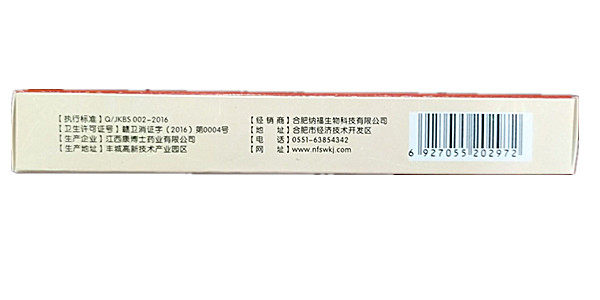 【执行标准】Q/JKBS 002-2016
【卫生许可证号】赣卫消证字（2016）第0004号
【生产企业】江西康博士药业有限公司
【生产地址】丰城高新技术产业园区
【经销商】合肥纳福生物科技有限公司
【地址】合肥市经济技术开发区
【电话】0551-63854342
【网址】www.nfswkj.com
6 927055 202972